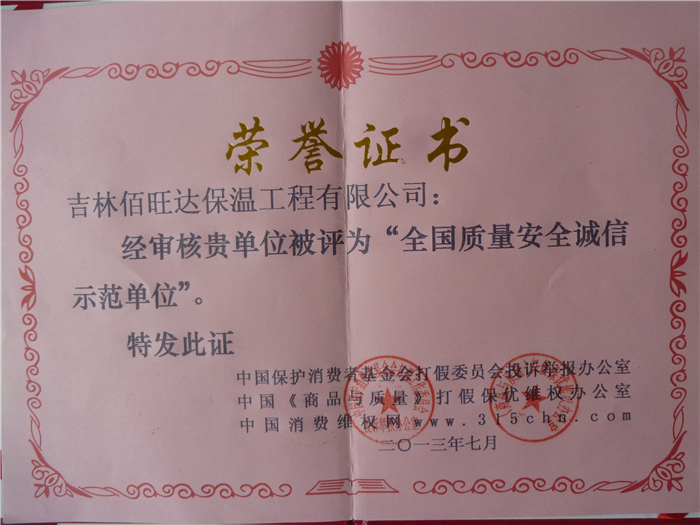 荣誉证书
吉林佰旺达保温工程有限公司：
经审核贵单位被评为“全国质量安全诚信
示范单位”。
特发此证
中国保护消费者基金会打假委员会投诉举报办公室
中国《商品与质量》打假保优维权办公室
中国消费维权网www.315chn.com
二〇一三年七月